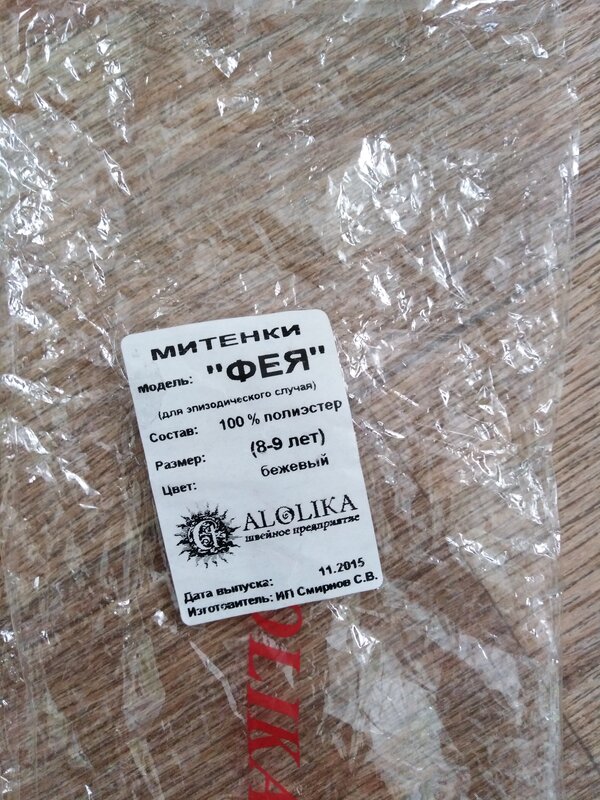 МИТЕНКИ
Модель: "ФЕЯ"
(для эпизодического случая)
Состав: 100 % полиэстер
Размер: (8-9 лет)
Цвет: бежевый
ALOLIKA
швейное предприятие
Дата выпуска: 11.2015
Изготовитель: ИП Смирнов С.В.
OLIKA